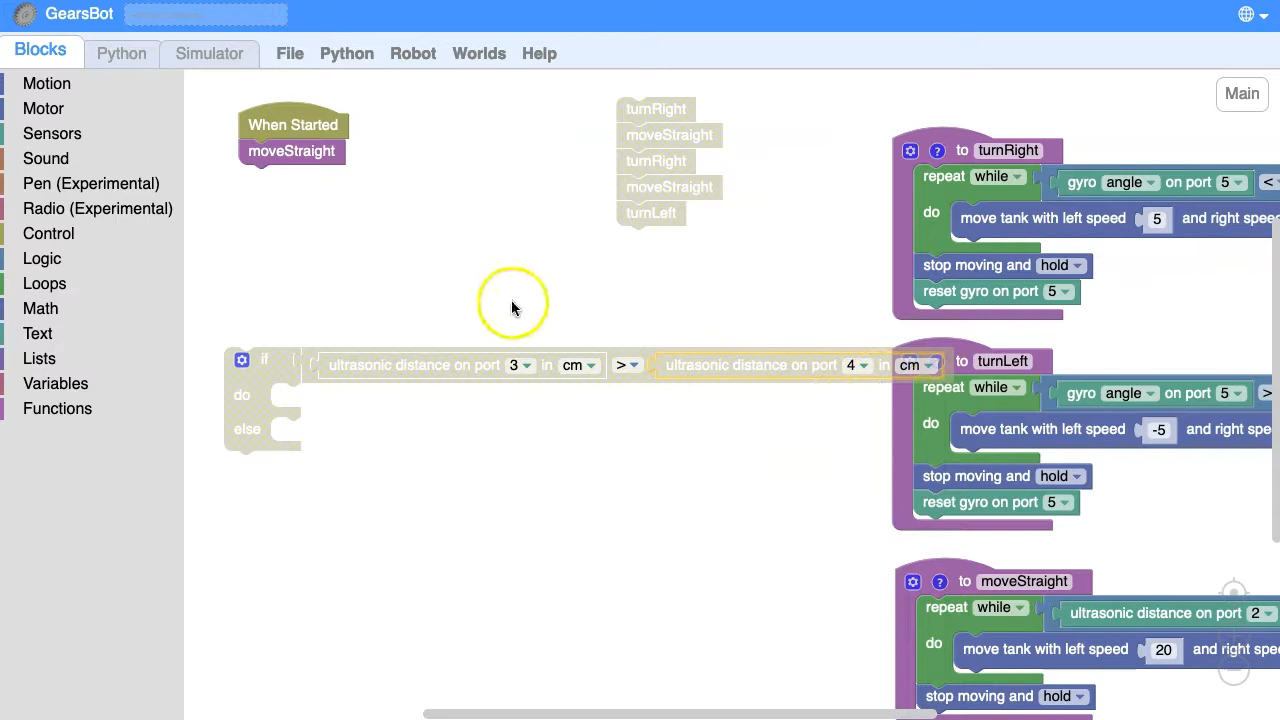 GearsBot
Blocks Python Simulator File Python Robot Worlds Help
Motion
Motor
Sensors
Sound
Pen (Experimental)
Radio (Experimental)
Control
Logic
Loops
Math
Text
Lists
Variables
Functions
Main
When Started
moveStraight
turnRight
moveStraight
turnRight
moveStraight
turnLeft
if ultrasonic distance on port 3 in cm > ultrasonic distance on port 4 in cm
do
else
? to turnRight
repeat while gyro angle on port 5 <
do move tank with left speed 5 and right spee
stop moving and hold
reset gyro on port 5
to turnLeft
repeat while gyro angle on port 5 >
do move tank with left speed -5 and right spe
stop moving and hold
reset gyro on port 5
? to moveStraight
repeat while ultrasonic distance on port 2
do move tank with left speed 20 and right spe
stop moving and hold